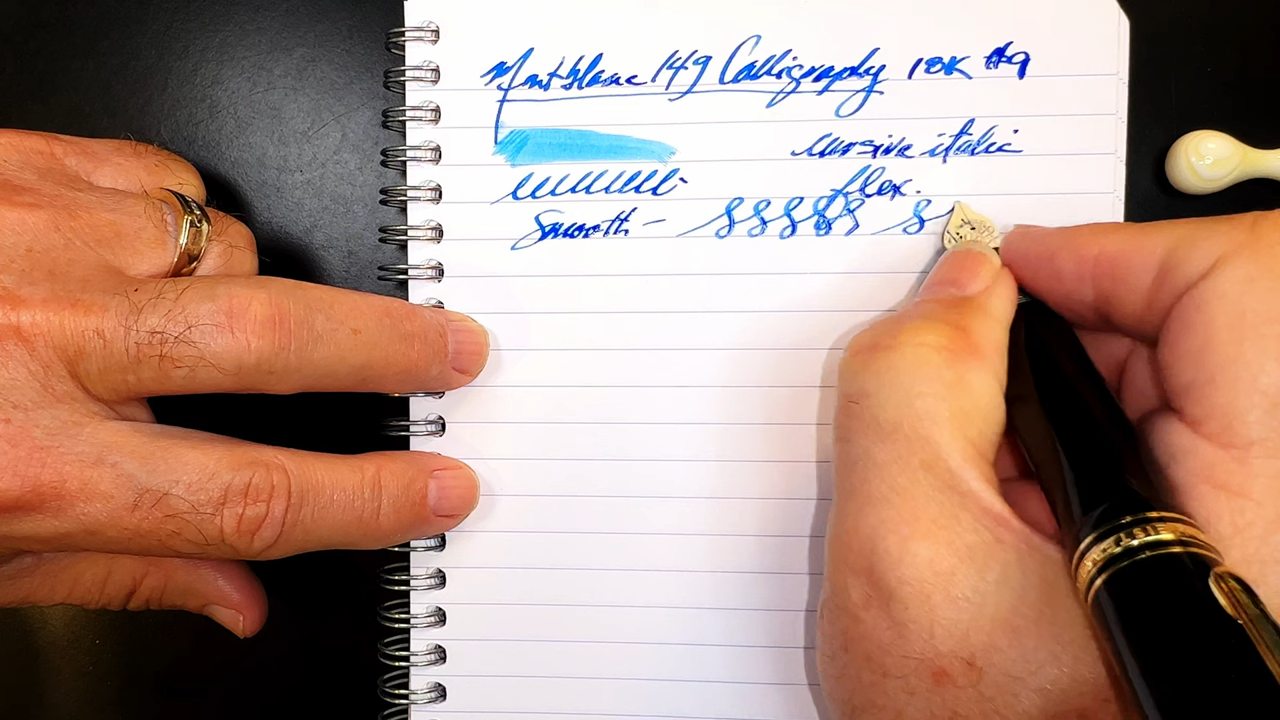 Montblanc 149 Calligraphy 18K #9
cursive italic
flex.
Smooth —